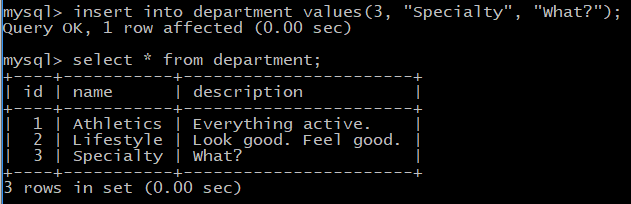 mysql> insert into department values(3, "Specialty", "What?");
Query OK, 1 row affected (0.00 sec)
mysql> select * from department;
+----+-----------+-----------------------+
| id | name      | description           |
+----+-----------+-----------------------+
|  1 | Athletics | Everything active.    |
|  2 | Lifestyle | Look good. Feel good. |
|  3 | Specialty | What?                 |
+----+-----------+-----------------------+
3 rows in set (0.00 sec)